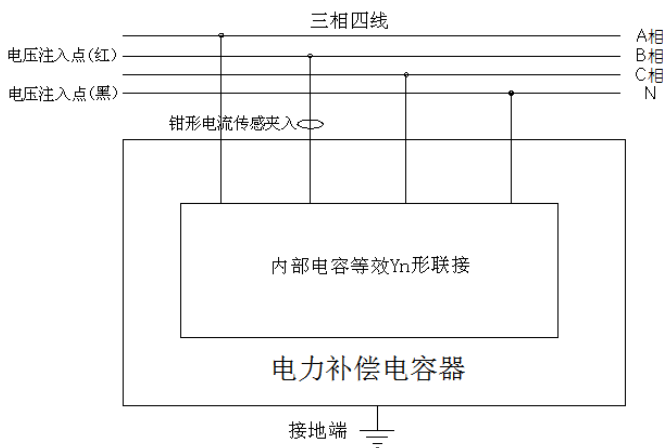 三相四线
A相
电压注入点(红)
B相
C相
电压注入点(黑)
N
钳形电流传感夹入
内部电容等效Yn形联接
电力补偿电容器
接地端